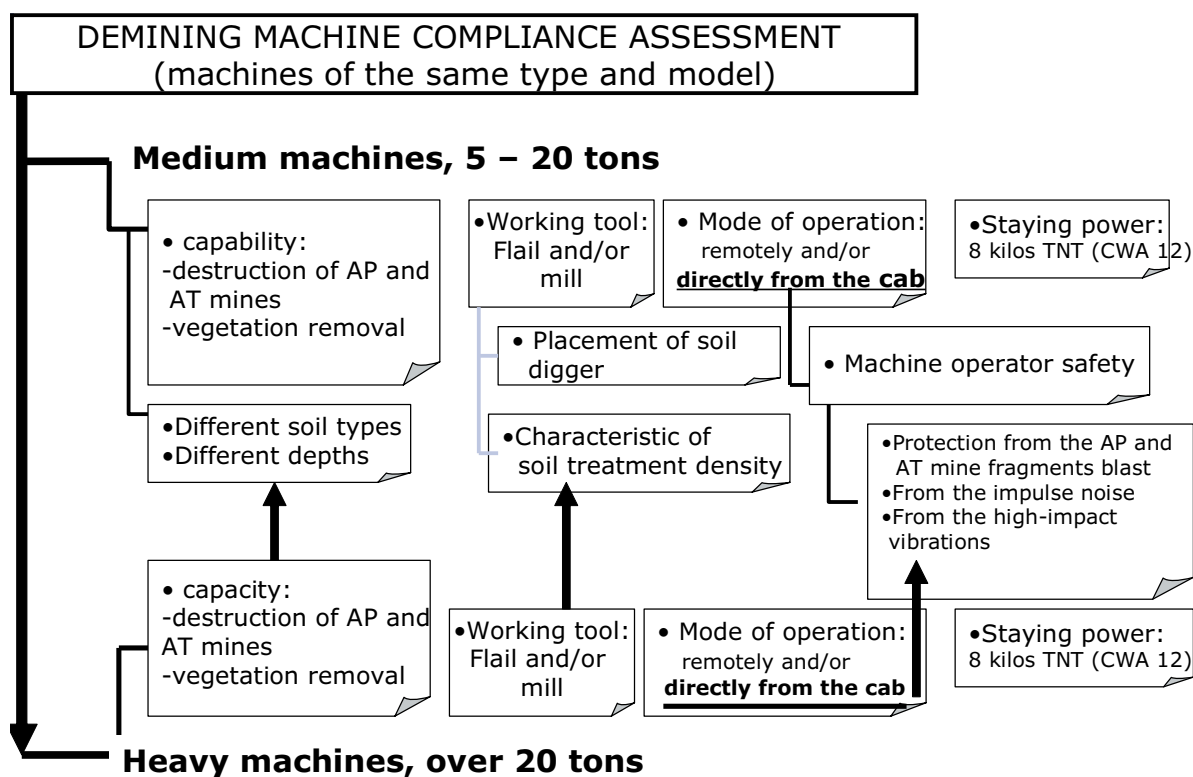 DEMINING MACHINE COMPLIANCE ASSESSMENT
(machines of the same type and model)
Medium machines, 5 – 20 tons
• capability:
-destruction of AP and
AT mines
-vegetation removal
•Working tool:
Flail and/or
mill
• Mode of operation:
remotely and/or
directly from the cab
•Staying power:
8 kilos TNT (CWA 12)
• Placement of soil
digger
• Machine operator safety
•Different soil types
•Different depths
•Characteristic of
soil treatment density
•Protection from the AP and
AT mine fragments blast
•From the impulse noise
•From the high-impact
vibrations
• capacity:
-destruction of AP and
AT mines
-vegetation removal
•Working tool:
Flail and/or
mill
• Mode of operation:
remotely and/or
directly from the cab
•Staying power:
8 kilos TNT (CWA 12)
Heavy machines, over 20 tons